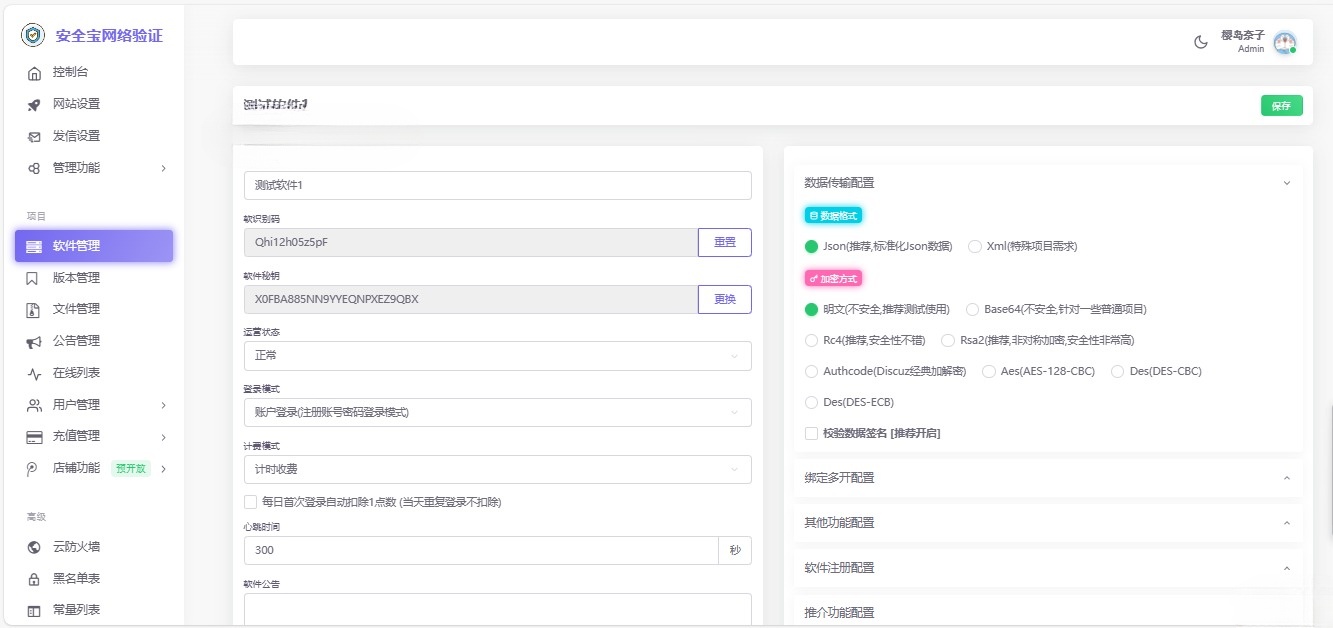 安全宝网络验证
控制台
网站设置
发信设置
管理功能
项目
软件管理
版本管理
文件管理
公告管理
在线列表
用户管理
充值管理
店铺功能 预开放
高级
云防火墙
黑名单表
常量列表
樱岛奈子
Admin
测试软件1
保存
测试软件1
软识别码
Qhi12h05z5pF
重置
软件秘钥
X0FBA885NN9YYEQNPXEZ9QBX
更换
运营状态
正常
登录模式
账户登录(注册账号密码登录模式)
计费模式
计时收费
每日首次登录自动扣除1点数 (当天重复登录不扣除)
心跳时间
300
秒
软件公告
数据传输配置
数据格式
Json(推荐,标准化Json数据) Xml(特殊项目需求)
加密方式
明文(不安全,推荐测试使用) Base64(不安全,针对一些普通项目)
Rc4(推荐,安全性不错) Rsa2(推荐,非对称加密,安全性非常高)
Authcode(Discuz经典加解密) Aes(AES-128-CBC) Des(DES-CBC)
Des(DES-ECB)
校验数据签名 [推荐开启]
绑定多开配置
其他功能配置
软件注册配置
推介功能配置